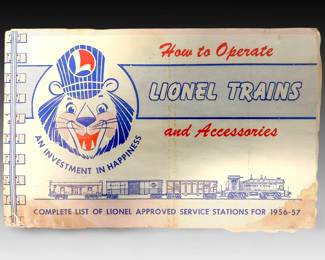 How to Operate
LIONEL TRAINS
and Accessories
L
AN INVESTMENT IN HAPPINESS
COMPLETE LIST OF LIONEL APPROVED SERVICE STATIONS FOR 1956-57